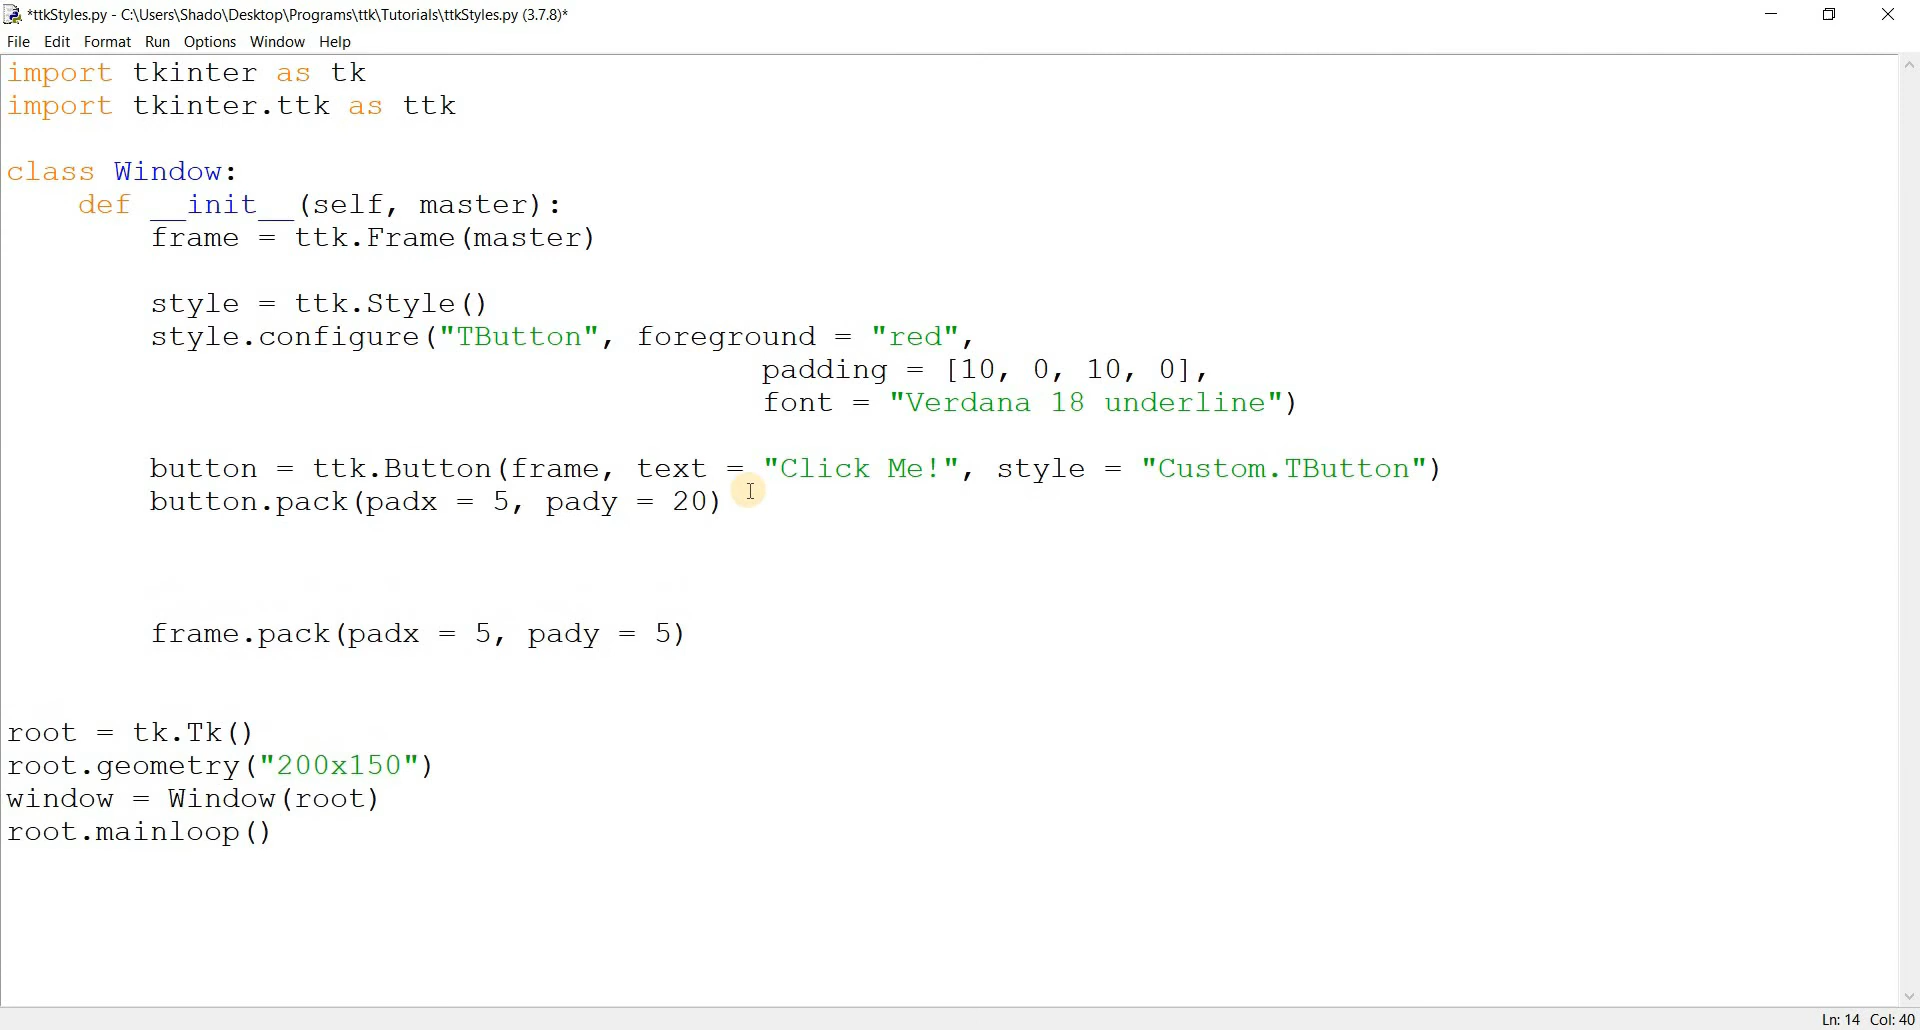 *ttkStyles.py - C:\Users\Shado\Desktop\Programs\ttk\Tutorials\ttkStyles.py (3.7.8)*
File Edit Format Run Options Window Help
import tkinter as tk
import tkinter.ttk as ttk
class Window:
    def __init__(self, master):
        frame = ttk.Frame(master)
        style = ttk.Style()
        style.configure("TButton", foreground = "red",
                                  padding = [10, 0, 10, 0],
                                  font = "Verdana 18 underline")
        button = ttk.Button(frame, text = "Click Me!", style = "Custom.TButton")
        button.pack(padx = 5, pady = 20)
        frame.pack(padx = 5, pady = 5)
root = tk.Tk()
root.geometry("200x150")
window = Window(root)
root.mainloop()
Ln: 14 Col: 40